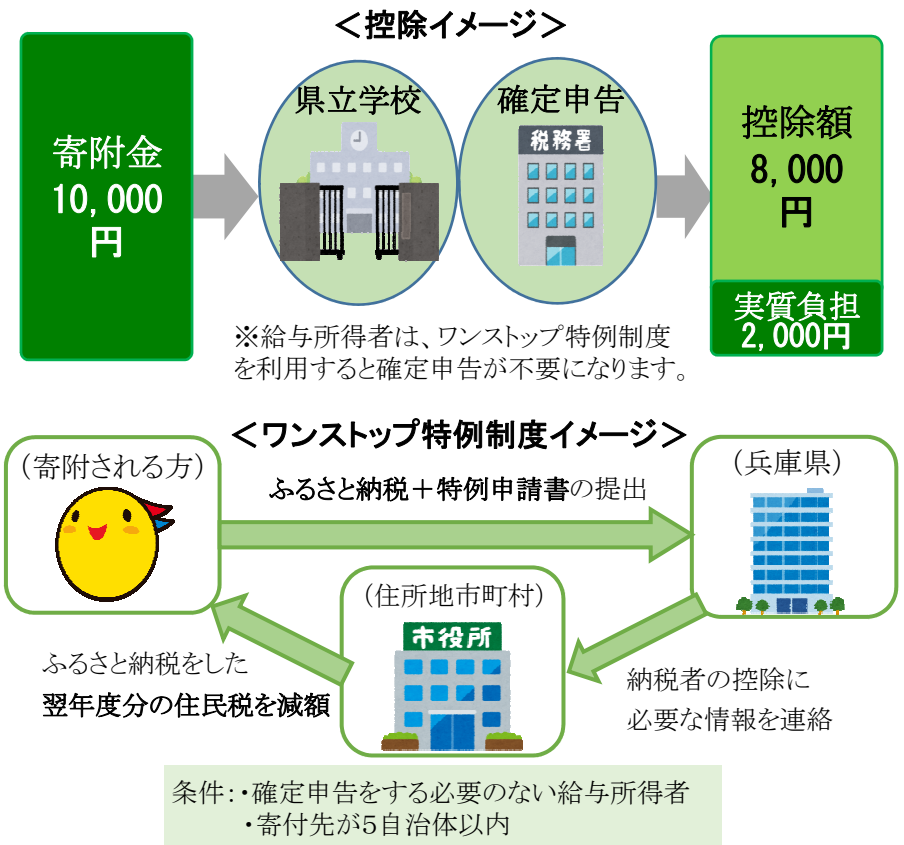 ＜控除イメージ＞
寄附金
10,000
円
県立学校
確定申告
税務署
控除額
8,000
円
実質負担
2,000円
※給与所得者は、ワンストップ特例制度
を利用すると確定申告が不要になります。
＜ワンストップ特例制度イメージ＞
（寄附される方）
ふるさと納税＋特例申請書の提出
（兵庫県）
（住所地市町村）
市役所
ふるさと納税をした
翌年度分の住民税を減額
納税者の控除に
必要な情報を連絡
条件：・確定申告をする必要のない給与所得者
・寄付先が５自治体以内